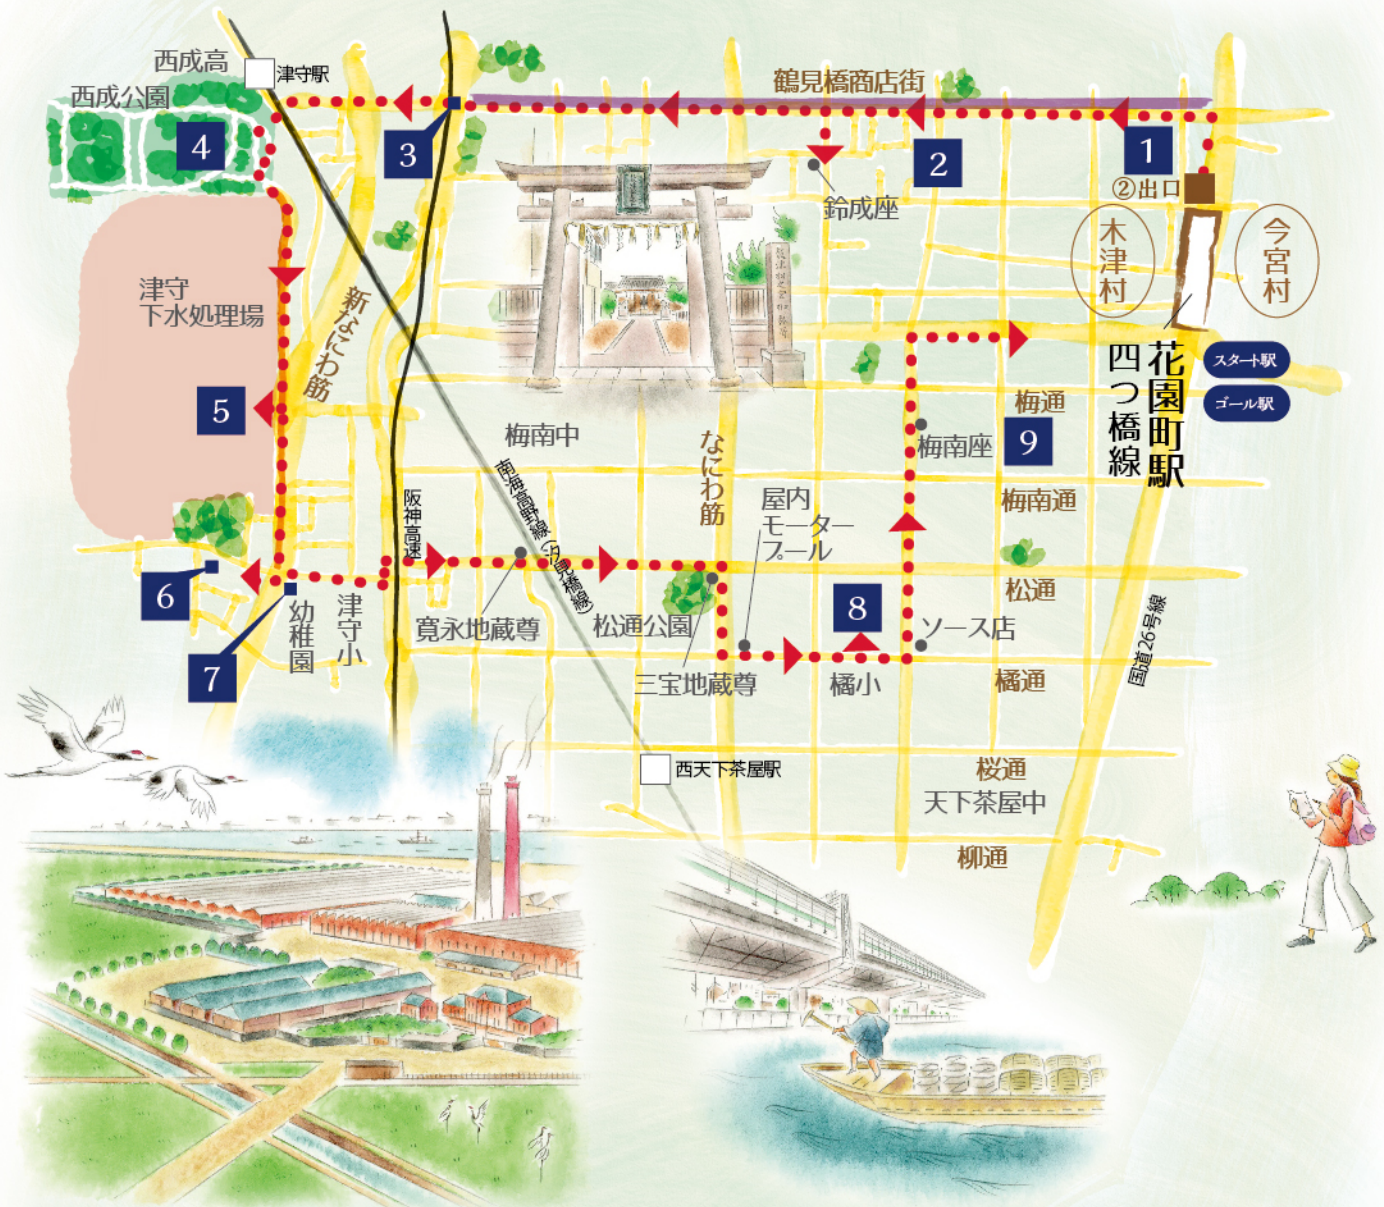 西成高
津守駅
西成公園
鶴見橋商店街
4
3
2
1
②出口
鈴成座
木津村
今宮村
津守
下水処理場
新なにわ筋
花園町駅
四つ橋線
スタート駅
ゴール駅
5
梅通
梅南座
9
梅南中
なにわ筋
南海高野線(汐見橋線)
阪神高速
屋内
モーター
プール
梅南通
松通
6
7
幼稚園
津守小
寛永地蔵尊
松通公園
8
ソース店
国道26号線
三宝地蔵尊
橘小
橘通
西天下茶屋駅
桜通
天下茶屋中
柳通